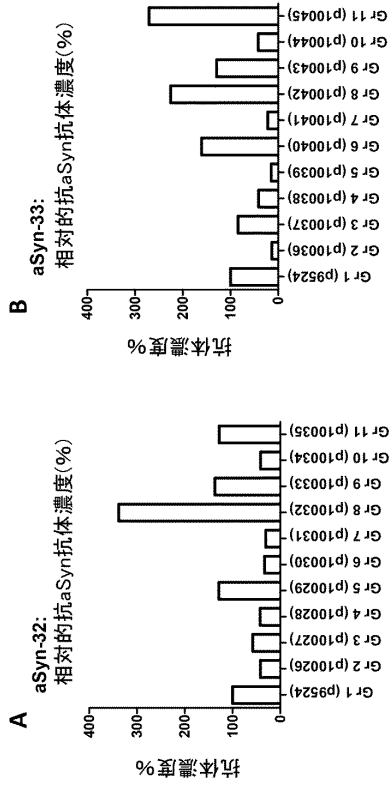 A
aSyn-32:
相対的抗aSyn抗体濃度(%)
抗体濃度%
400
300
200
100
0
Gr 1 (p9524)
Gr 2 (p10026)
Gr 3 (p10027)
Gr 4 (p10028)
Gr 5 (p10029)
Gr 6 (p10030)
Gr 7 (p10031)
Gr 8 (p10032)
Gr 9 (p10033)
Gr 10 (p10034)
Gr 11 (p10035)
B
aSyn-33:
相対的抗aSyn抗体濃度(%)
抗体濃度%
400
300
200
100
0
Gr 1 (p9524)
Gr 2 (p10036)
Gr 3 (p10037)
Gr 4 (p10038)
Gr 5 (p10039)
Gr 6 (p10040)
Gr 7 (p10041)
Gr 8 (p10042)
Gr 9 (p10043)
Gr 10 (p10044)
Gr 11 (p10045)